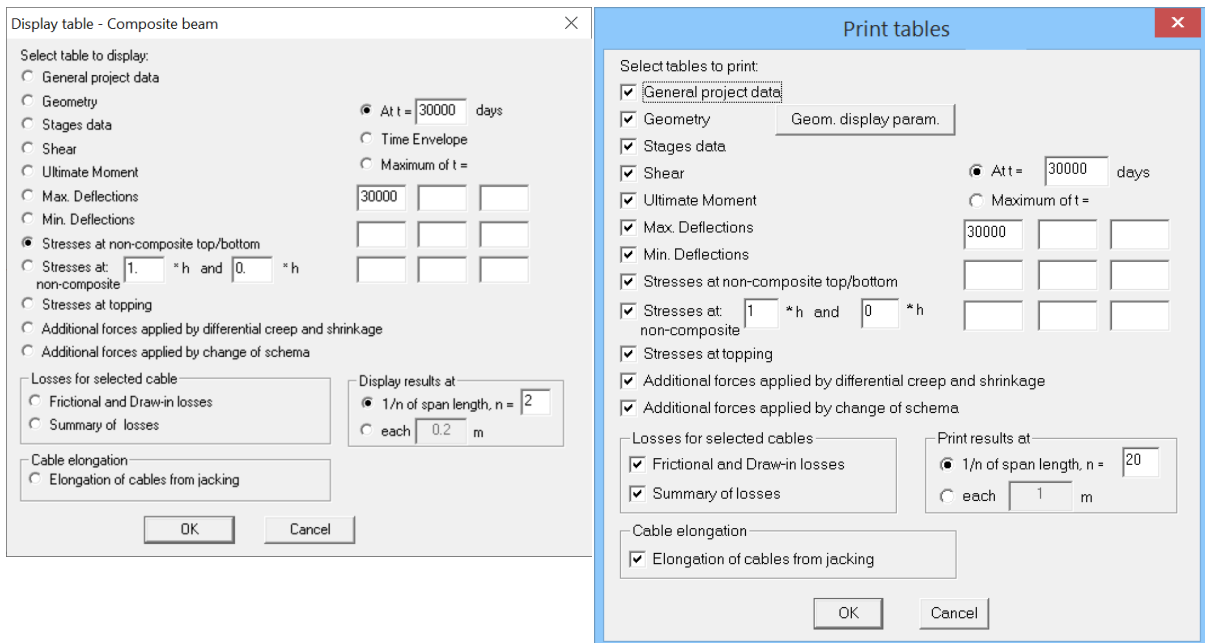 Display table - Composite beam
Select table to display:
General project data
Geometry
Stages data
Shear
Ultimate Moment
Max. Deflections
Min. Deflections
Stresses at non-composite top/bottom
Stresses at: 1. * h and 0. * h
non-composite
Stresses at topping
Additional forces applied by differential creep and shrinkage
Additional forces applied by change of schema
At t = 30000 days
Time Envelope
Maximum of t =
30000
Losses for selected cable
Frictional and Draw-in losses
Summary of losses
Display results at
1/n of span length, n = 2
each 0.2 m
Cable elongation
Elongation of cables from jacking
OK Cancel
Print tables
Select tables to print:
General project data
Geometry Geom. display param.
Stages data
Shear
Ultimate Moment
Max. Deflections
Min. Deflections
Stresses at non-composite top/bottom
Stresses at: 1 * h and 0 * h
non-composite
Stresses at topping
Additional forces applied by differential creep and shrinkage
Additional forces applied by change of schema
At t = 30000 days
Maximum of t =
30000
Losses for selected cables
Frictional and Draw-in losses
Summary of losses
Print results at
1/n of span length, n = 20
each 1 m
Cable elongation
Elongation of cables from jacking
OK Cancel